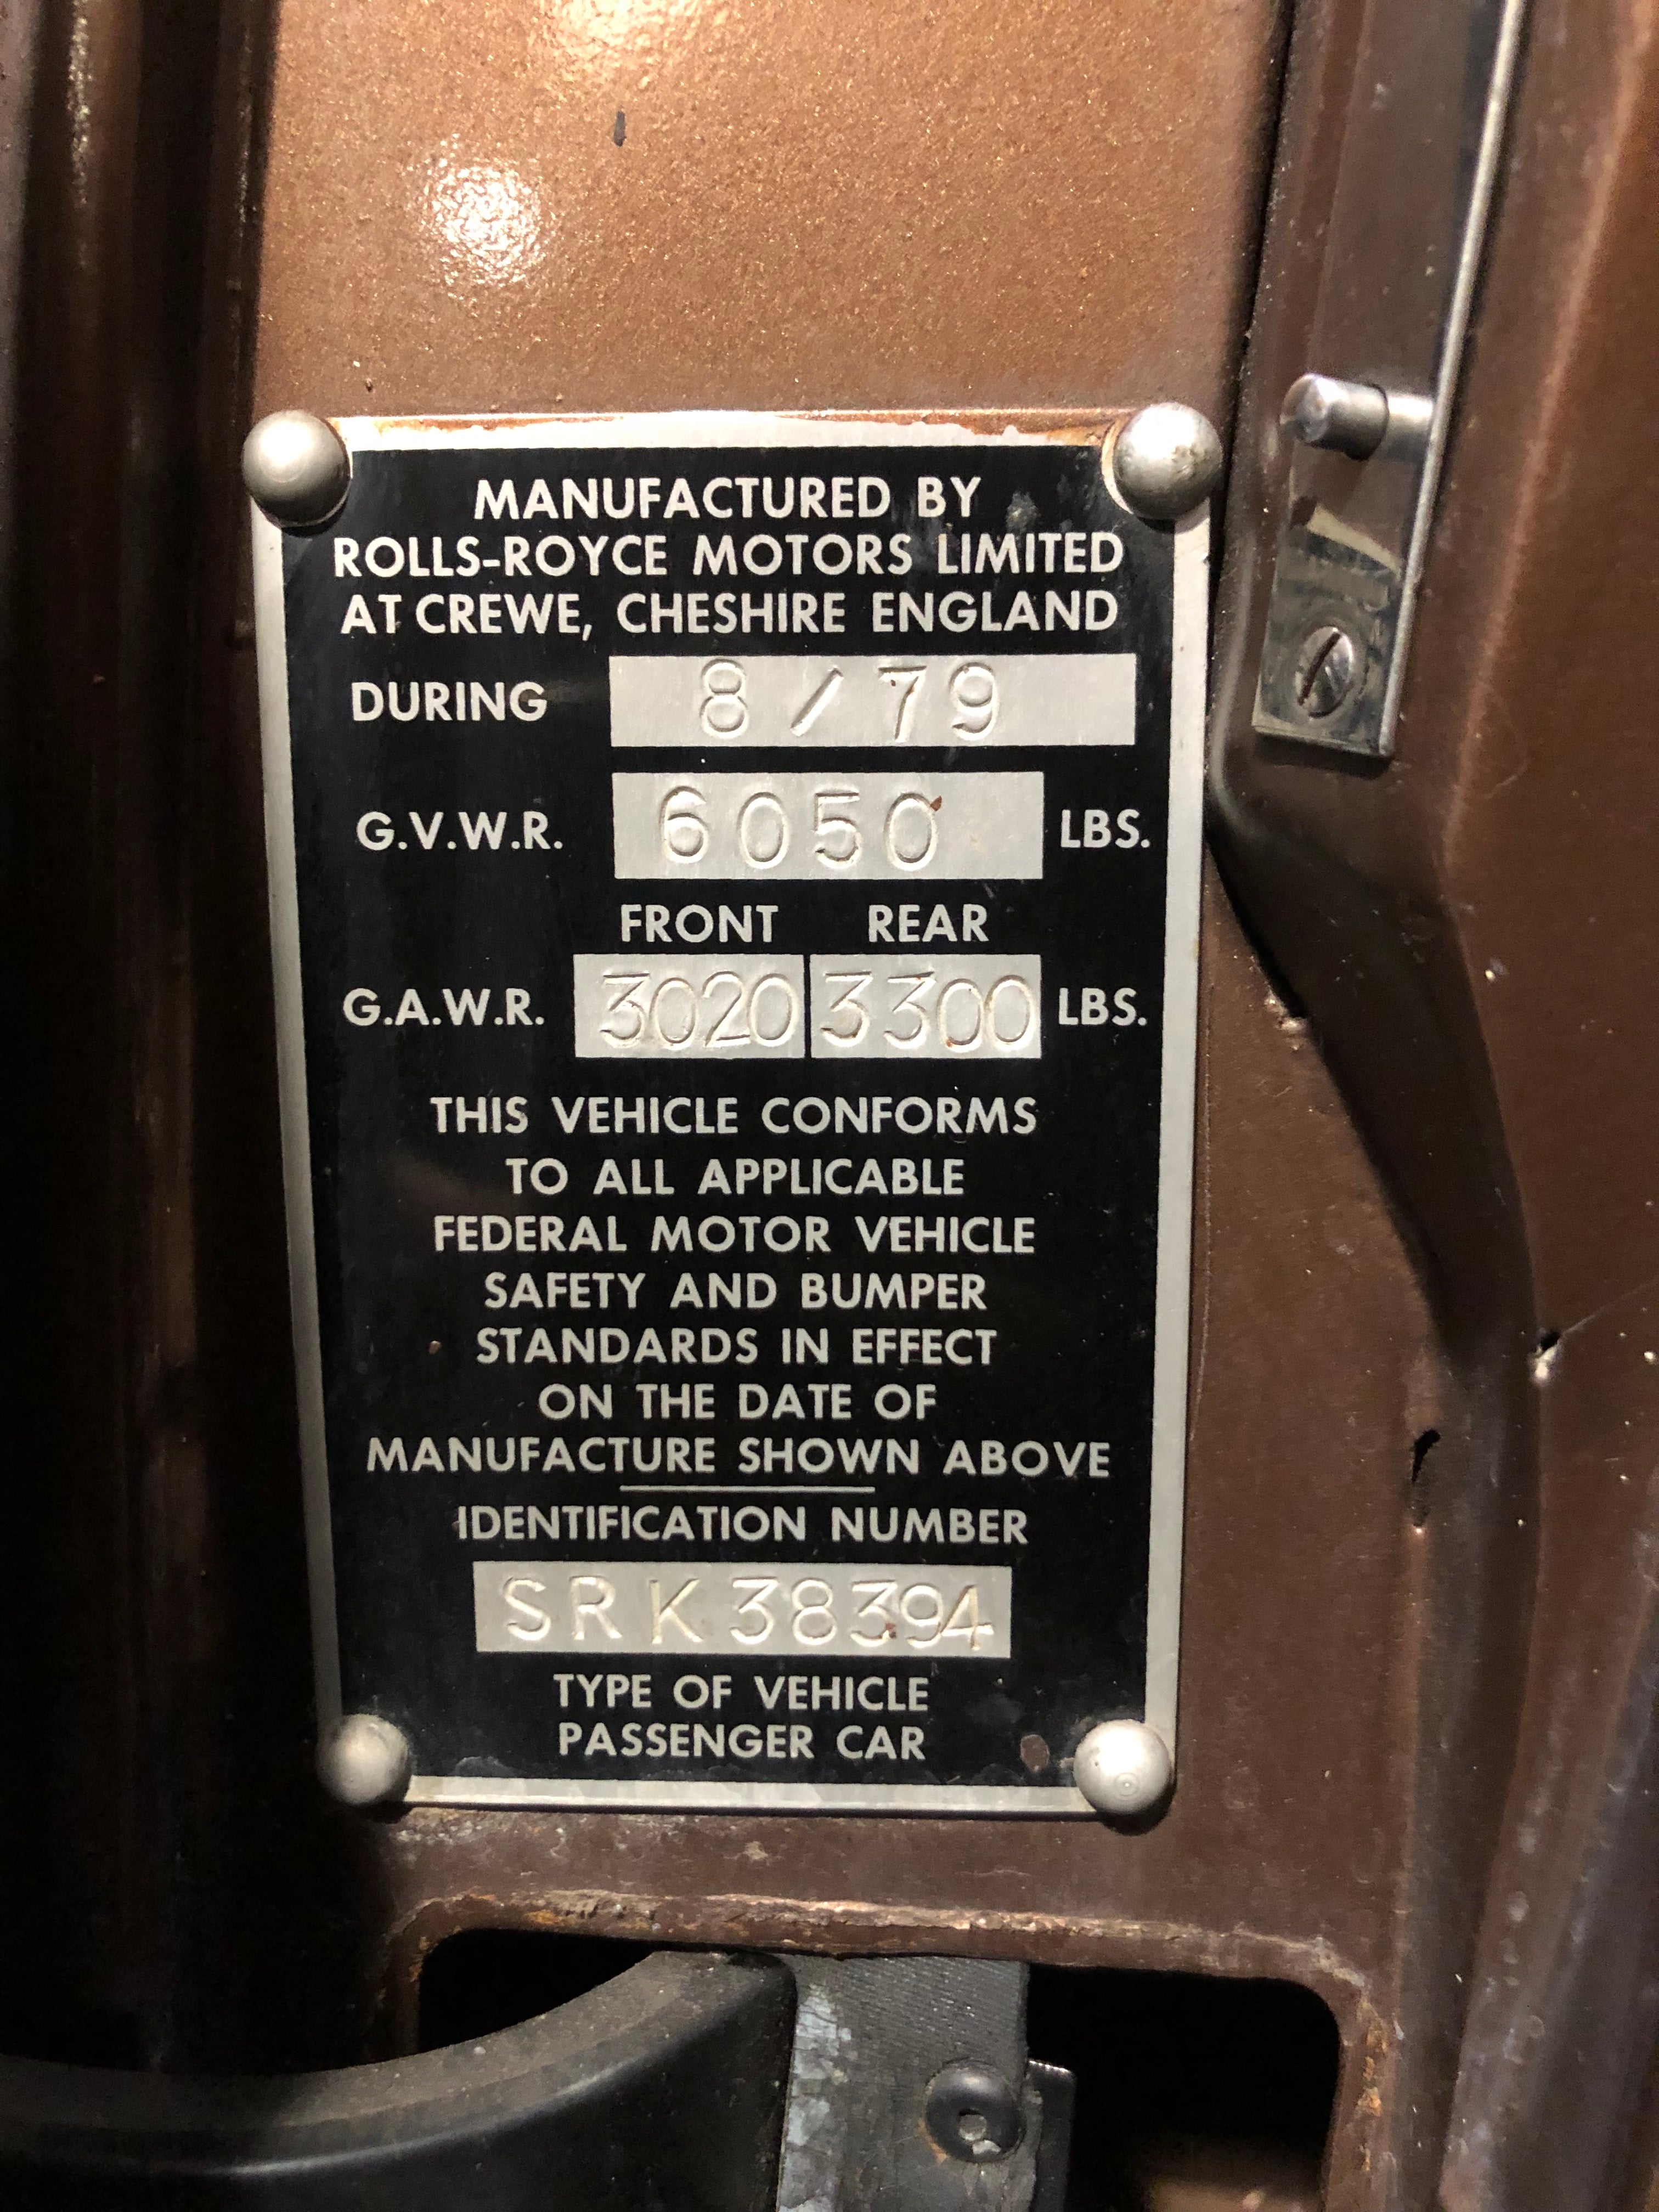 MANUFACTURED BY
ROLLS-ROYCE MOTORS LIMITED
AT CREWE, CHESHIRE ENGLAND
DURING 8/79
G.V.W.R. 6050 LBS.
FRONT REAR
G.A.W.R. 3020 3300 LBS.
THIS VEHICLE CONFORMS
TO ALL APPLICABLE
FEDERAL MOTOR VEHICLE
SAFETY AND BUMPER
STANDARDS IN EFFECT
ON THE DATE OF
MANUFACTURE SHOWN ABOVE
IDENTIFICATION NUMBER
SRK38394
TYPE OF VEHICLE
PASSENGER CAR